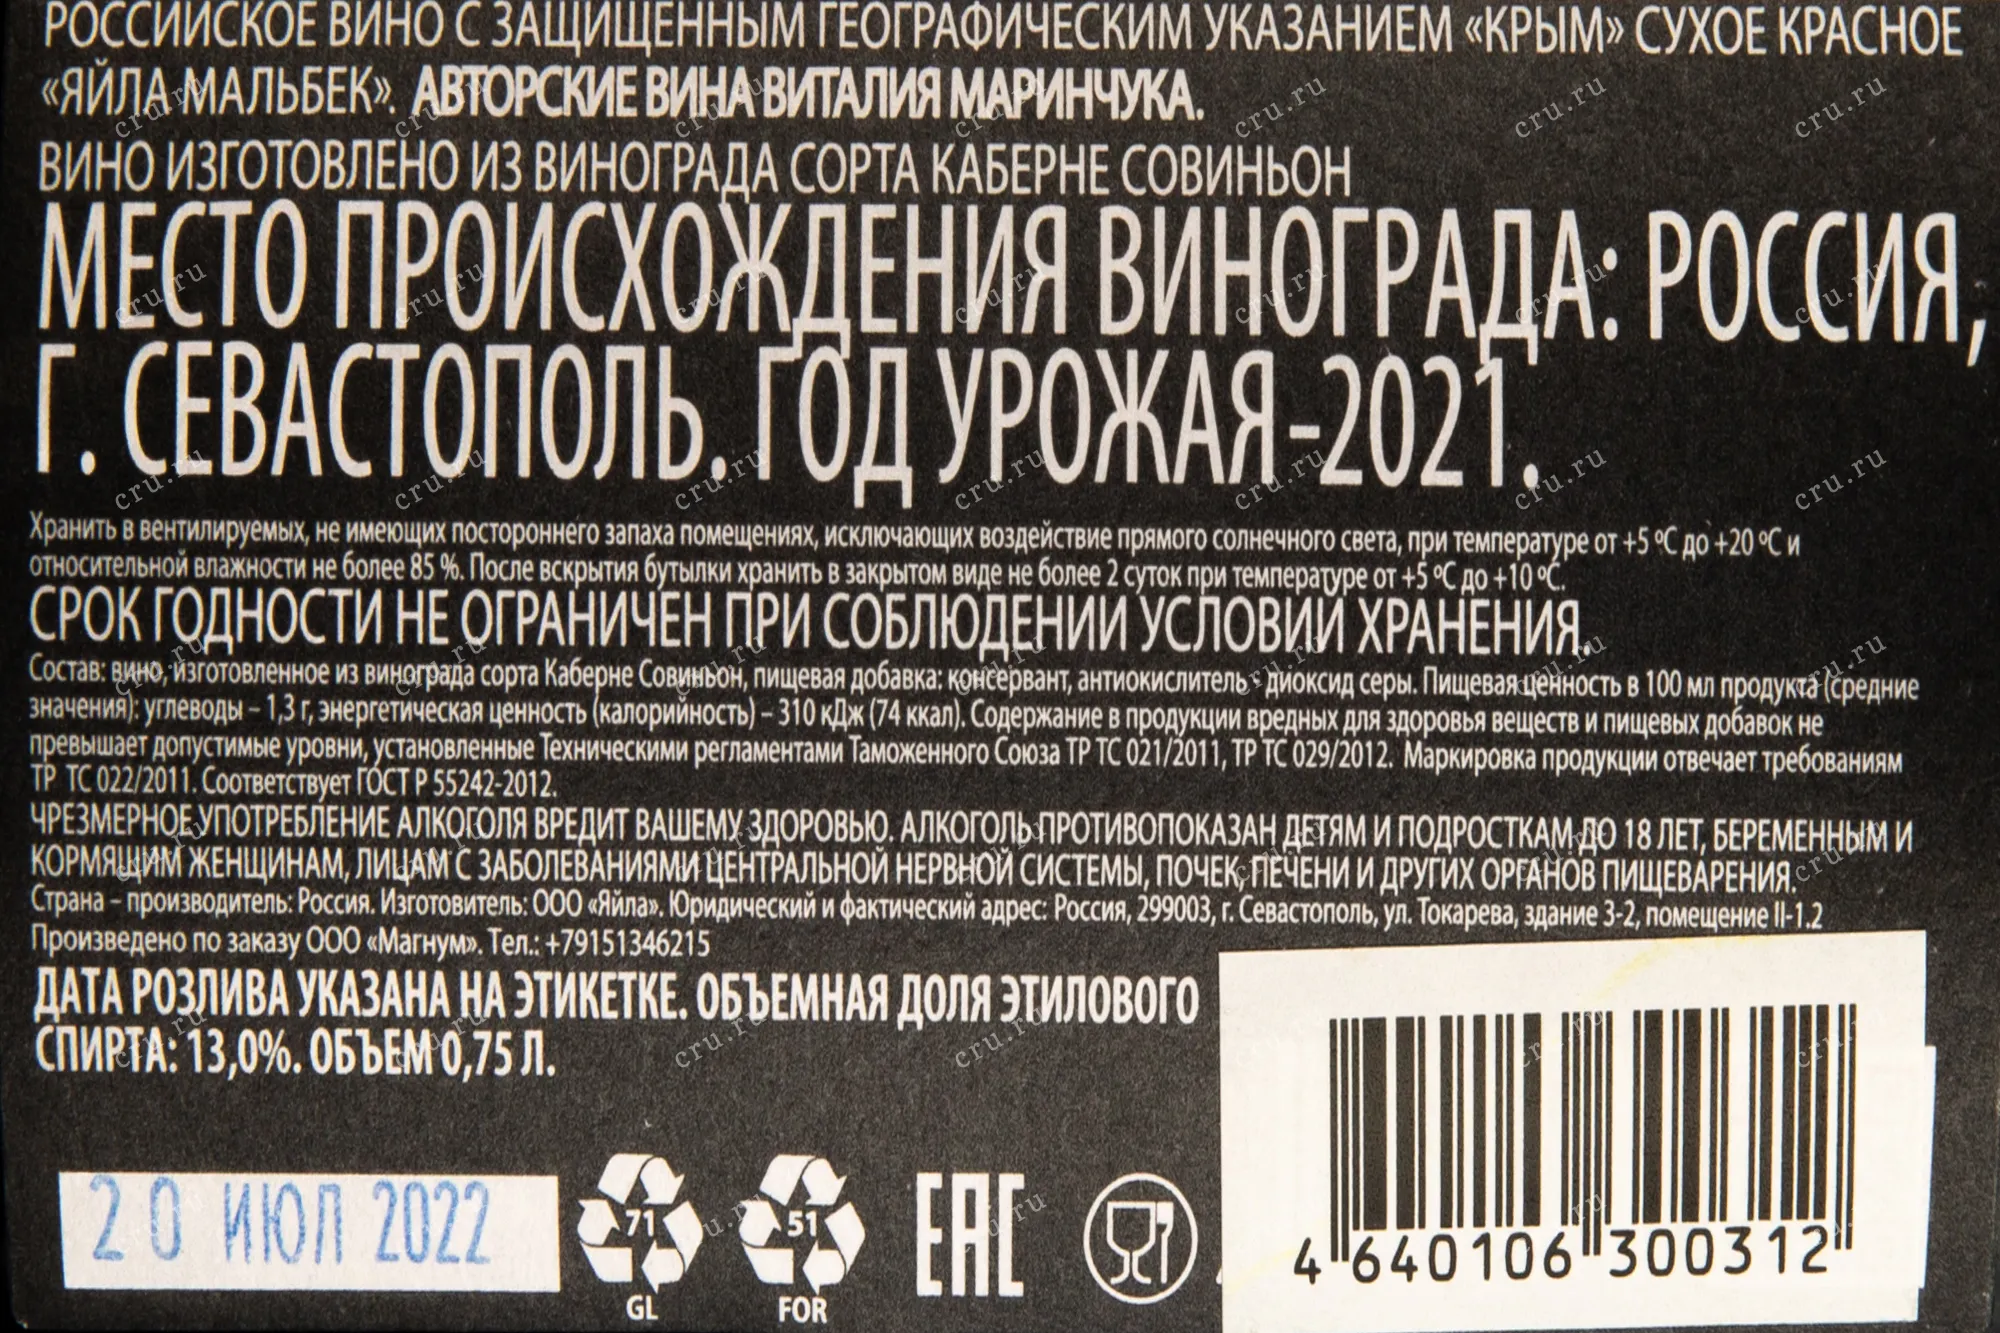 РОССИЙСКОЕ ВИНО С ЗАЩИЩЕННЫМ ГЕОГРАФИЧЕСКИМ УКАЗАНИЕМ «КРЫМ» СУХОЕ КРАСНОЕ
«ЯЙЛА МАЛЬБЕК». АВТОРСКИЕ ВИНА ВИТАЛИЯ МАРИНЧУКА.
ВИНО ИЗГОТОВЛЕНО ИЗ ВИНОГРАДА СОРТА КАБЕРНЕ СОВИНЬОН
МЕСТО ПРОИСХОЖДЕНИЯ ВИНОГРАДА: РОССИЯ,
Г. СЕВАСТОПОЛЬ. ГОД УРОЖАЯ-2021.
Хранить в вентилируемых, не имеющих постороннего запаха помещениях, исключающих воздействие прямого солнечного света, при температуре от +5 ºС до +20 ºС и
относительной влажности не более 85 %. После вскрытия бутылки хранить в закрытом виде не более 2 суток при температуре от +5 ºС до +10 ºС.
СРОК ГОДНОСТИ НЕ ОГРАНИЧЕН ПРИ СОБЛЮДЕНИИ УСЛОВИЙ ХРАНЕНИЯ.
Состав: вино, изготовленное из винограда сорта Каберне Совиньон, пищевая добавка: консервант, антиокислитель - диоксид серы. Пищевая ценность в 100 мл продукта (средние
значения): углеводы – 1,3 г, энергетическая ценность (калорийность) – 310 кДж (74 ккал). Содержание в продукции вредных для здоровья веществ и пищевых добавок не
превышает допустимые уровни, установленные Техническими регламентами Таможенного Союза ТР ТС 021/2011, ТР ТС 029/2012. Маркировка продукции отвечает требованиям
ТР ТС 022/2011. Соответствует ГОСТ Р 55242-2012.
ЧРЕЗМЕРНОЕ УПОТРЕБЛЕНИЕ АЛКОГОЛЯ ВРЕДИТ ВАШЕМУ ЗДОРОВЬЮ. АЛКОГОЛЬ ПРОТИВОПОКАЗАН ДЕТЯМ И ПОДРОСТКАМ ДО 18 ЛЕТ, БЕРЕМЕННЫМ И
КОРМЯЩИМ ЖЕНЩИНАМ, ЛИЦАМ С ЗАБОЛЕВАНИЯМИ ЦЕНТРАЛЬНОЙ НЕРВНОЙ СИСТЕМЫ, ПОЧЕК, ПЕЧЕНИ И ДРУГИХ ОРГАНОВ ПИЩЕВАРЕНИЯ.
Страна – производитель: Россия. Изготовитель: ООО «Яйла». Юридический и фактический адрес: Россия, 299003, г. Севастополь, ул. Токарева, здание 3-2, помещение II-1.2
Произведено по заказу ООО «Магнум». Тел.: +79151346215
ДАТА РОЗЛИВА УКАЗАНА НА ЭТИКЕТКЕ. ОБЪЕМНАЯ ДОЛЯ ЭТИЛОВОГО
СПИРТА: 13,0%. ОБЪЕМ 0,75 Л.
20 ИЮЛ 2022
71
GL
51
FOR
EAC
4 640106 300312
cru.ru